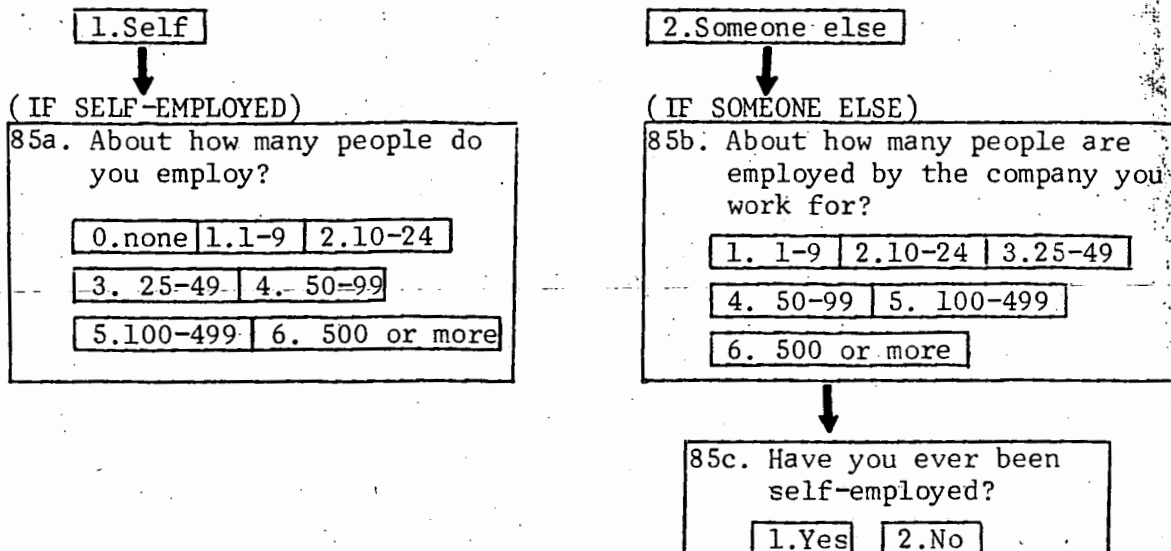 1.Self
(IF SELF-EMPLOYED)
85a. About how many people do
you employ?
0.none 1.1-9 2.10-24
3. 25-49 4. 50-99
5.100-499 6. 500 or more
2.Someone else
(IF SOMEONE ELSE)
85b. About how many people are
employed by the company you
work for?
1. 1-9 2.10-24 3.25-49
4. 50-99 5. 100-499
6. 500 or more
85c. Have you ever been
self-employed?
1.Yes 2.No